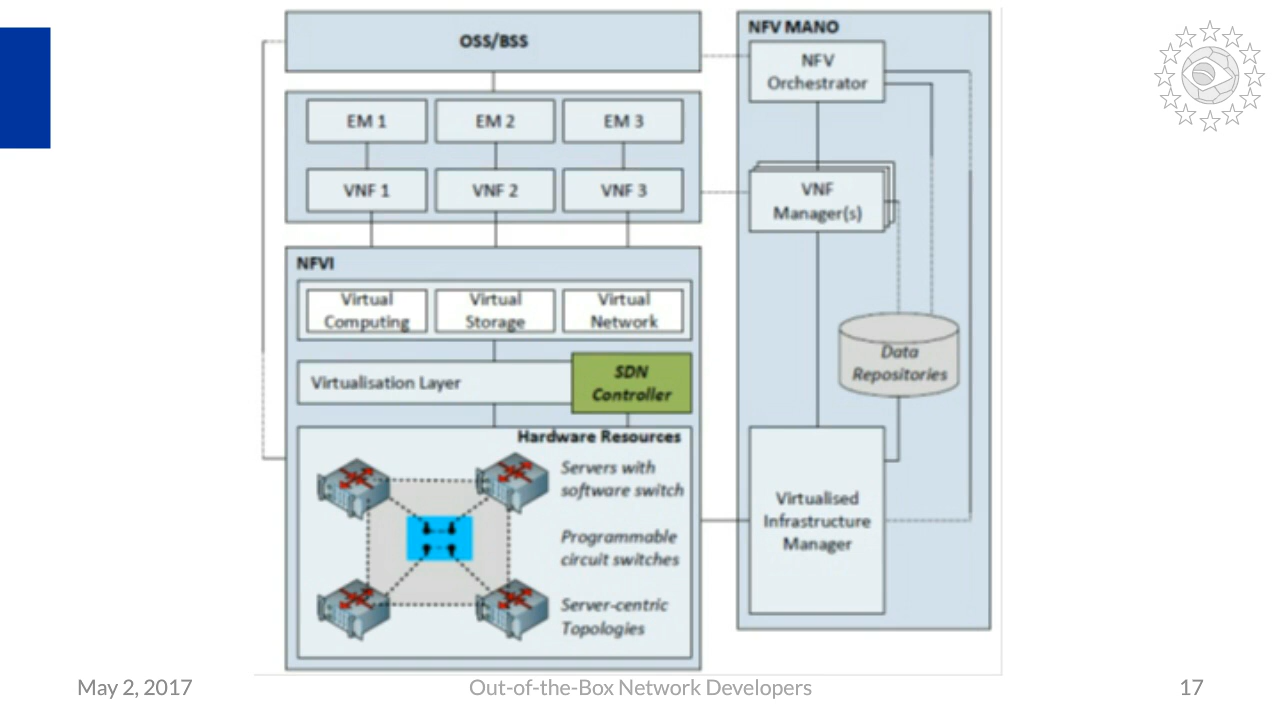 OSS/BSS
EM 1
EM 2
EM 3
VNF 1
VNF 2
VNF 3
NFVI
Virtual
Computing
Virtual
Storage
Virtual
Network
Virtualisation Layer
SDN
Controller
Hardware Resources
Servers with
software switch
Programmable
circuit switches
Server-centric
Topologies
NFV MANO
NFV
Orchestrator
VNF
Manager(s)
Data
Repositories
Virtualised
Infrastructure
Manager
May 2, 2017
Out-of-the-Box Network Developers
17